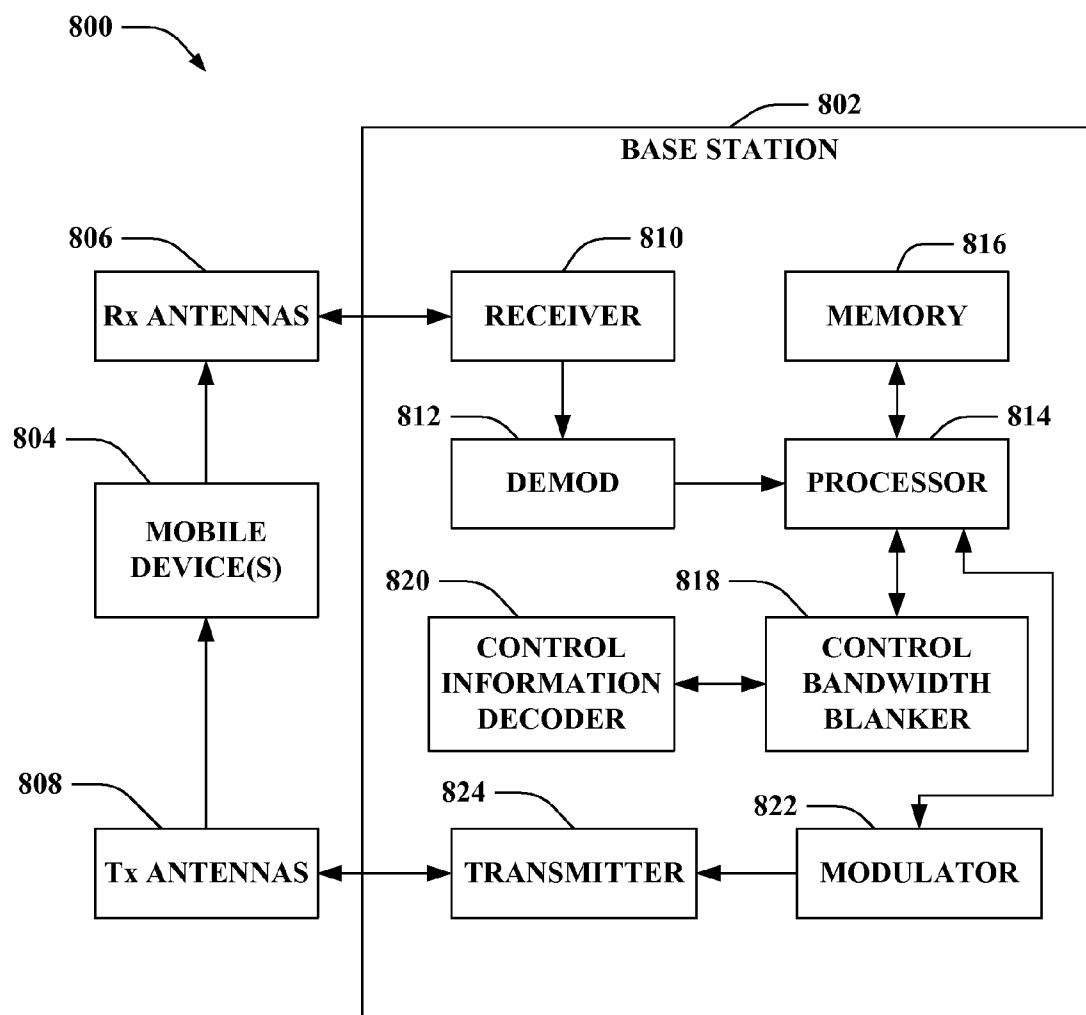 800
802
BASE STATION
806
810
816
Rx ANTENNAS
RECEIVER
MEMORY
804
812
814
MOBILE
DEVICE(S)
DEMOD
PROCESSOR
820
818
CONTROL
INFORMATION
DECODER
CONTROL
BANDWIDTH
BLANKER
808
824
822
Tx ANTENNAS
TRANSMITTER
MODULATOR